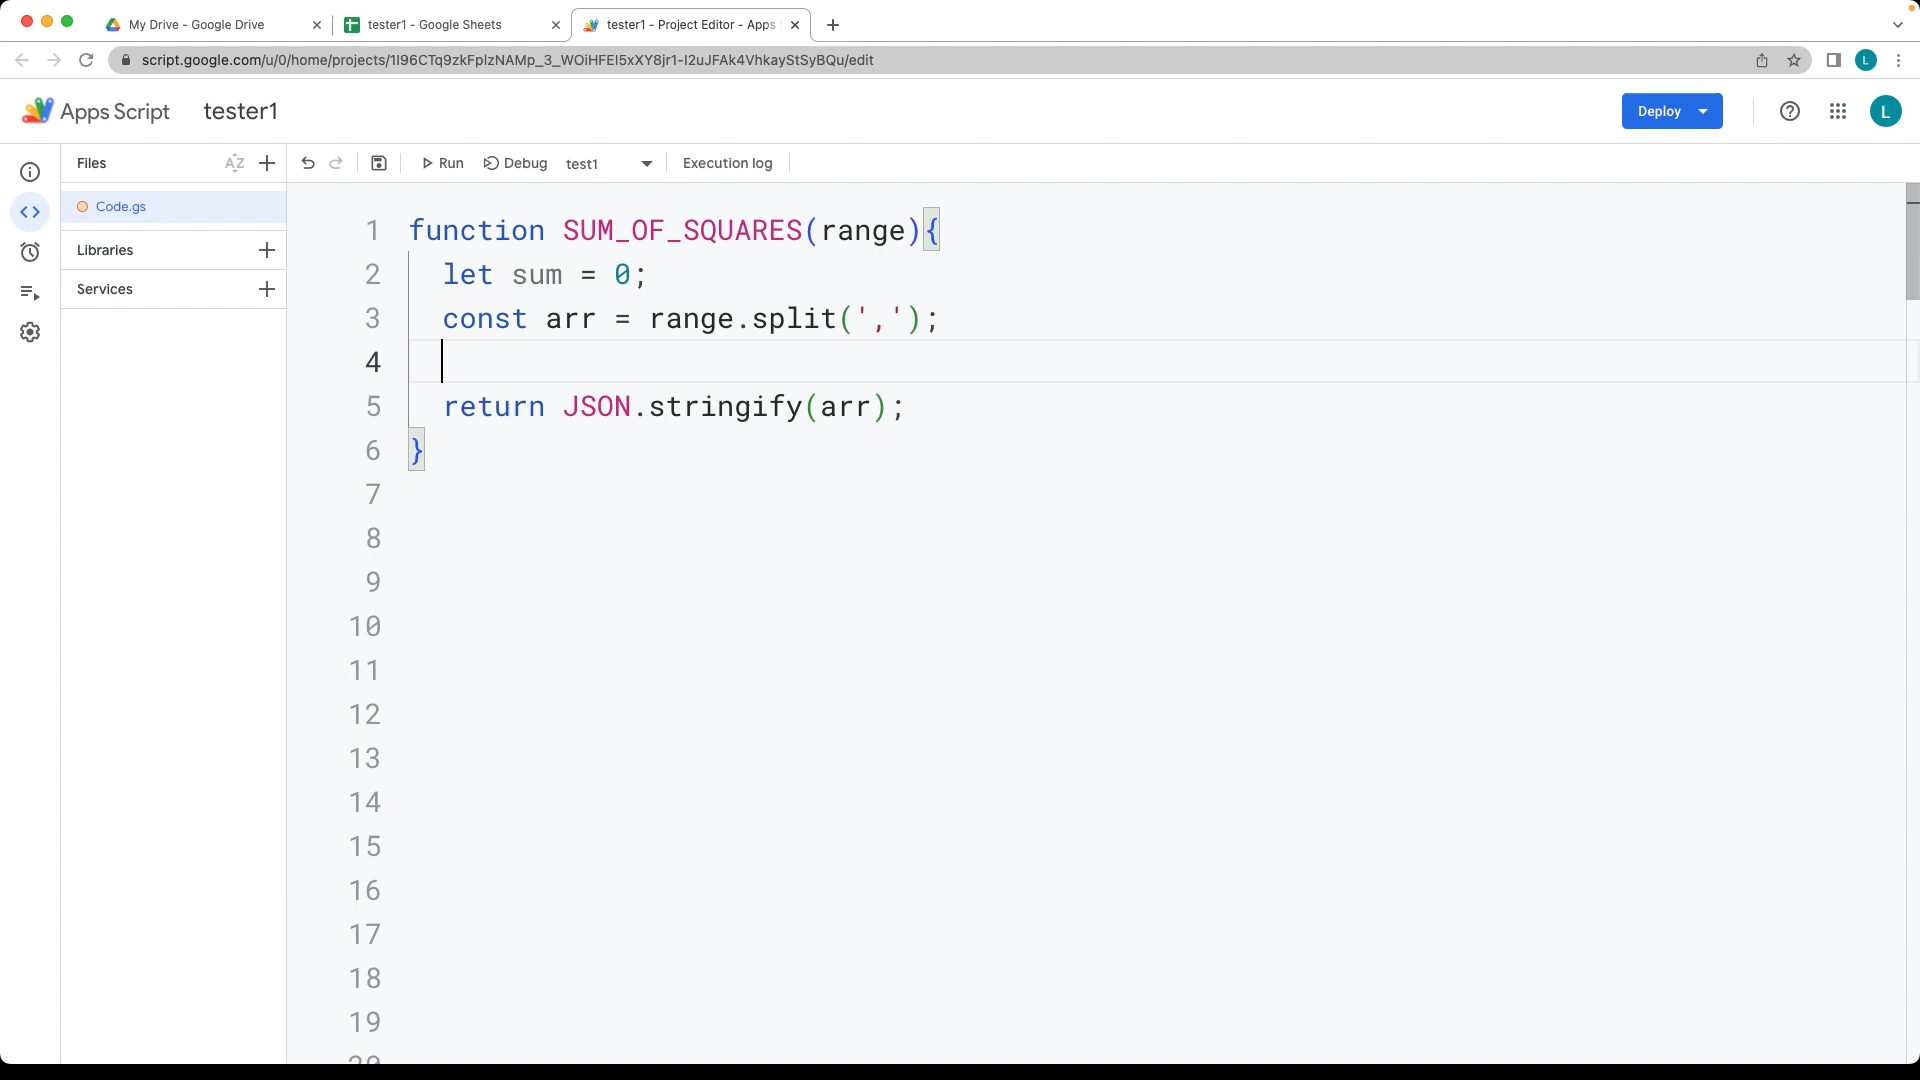 My Drive - Google Drive
tester1 - Google Sheets
tester1 - Project Editor - Apps
script.google.com/u/0/home/projects/1I96CTq9zkFplzNAMp_3_WOiHFEI5xXY8jr1-I2uJFAk4VhkayStSyBQu/edit
L
Apps Script
tester1
Deploy
L
Files
AZ
Run
Debug
test1
Execution log
Code.gs
Libraries
Services
1 function SUM_OF_SQUARES(range){
2 let sum = 0;
3 const arr = range.split(',');
4
5 return JSON.stringify(arr);
6 }
7
8
9
10
11
12
13
14
15
16
17
18
19
20